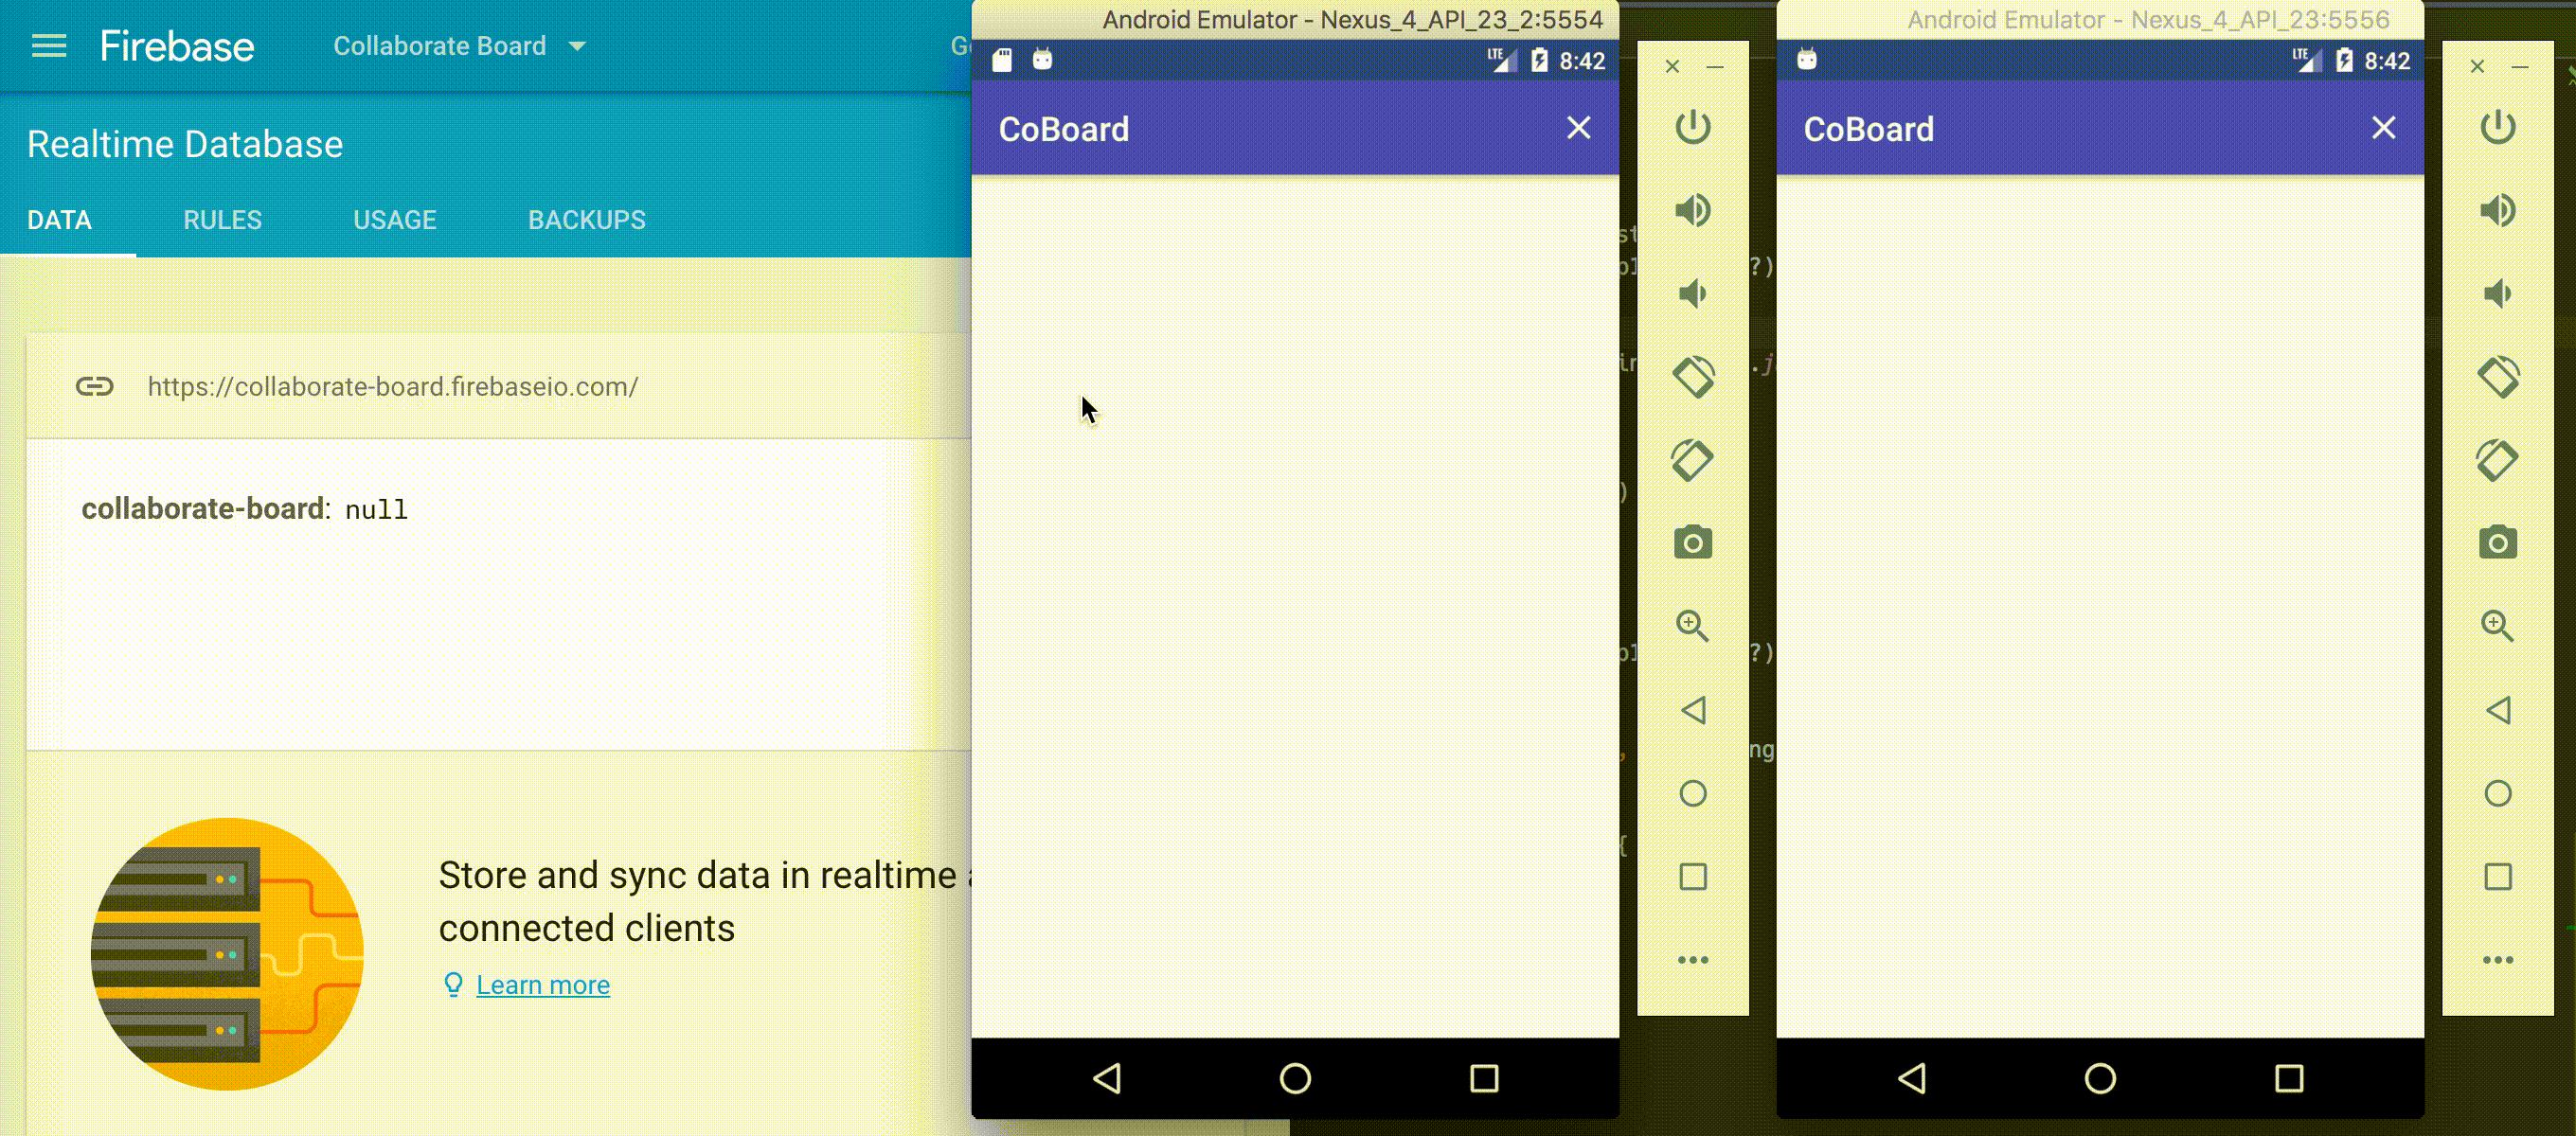 Firebase
Collaborate Board
Realtime Database
DATA
RULES
USAGE
BACKUPS
https://collaborate-board.firebaseio.com/
collaborate-board: null
Store and sync data in realtime
connected clients
Learn more
Android Emulator - Nexus_4_API_23_2:5554
LTE
8:42
CoBoard
Android Emulator - Nexus_4_API_23:5556
LTE
8:42
CoBoard